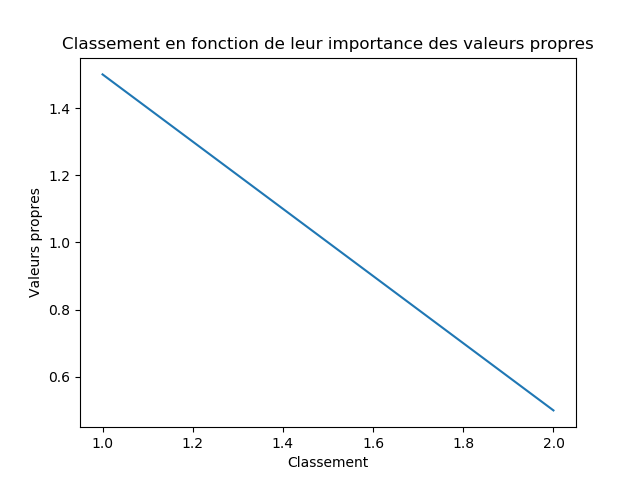 Classement en fonction de leur importance des valeurs propres
1.4
1.2
1.0
0.8
0.6
Valeurs propres
1.0 1.2 1.4 1.6 1.8 2.0
Classement